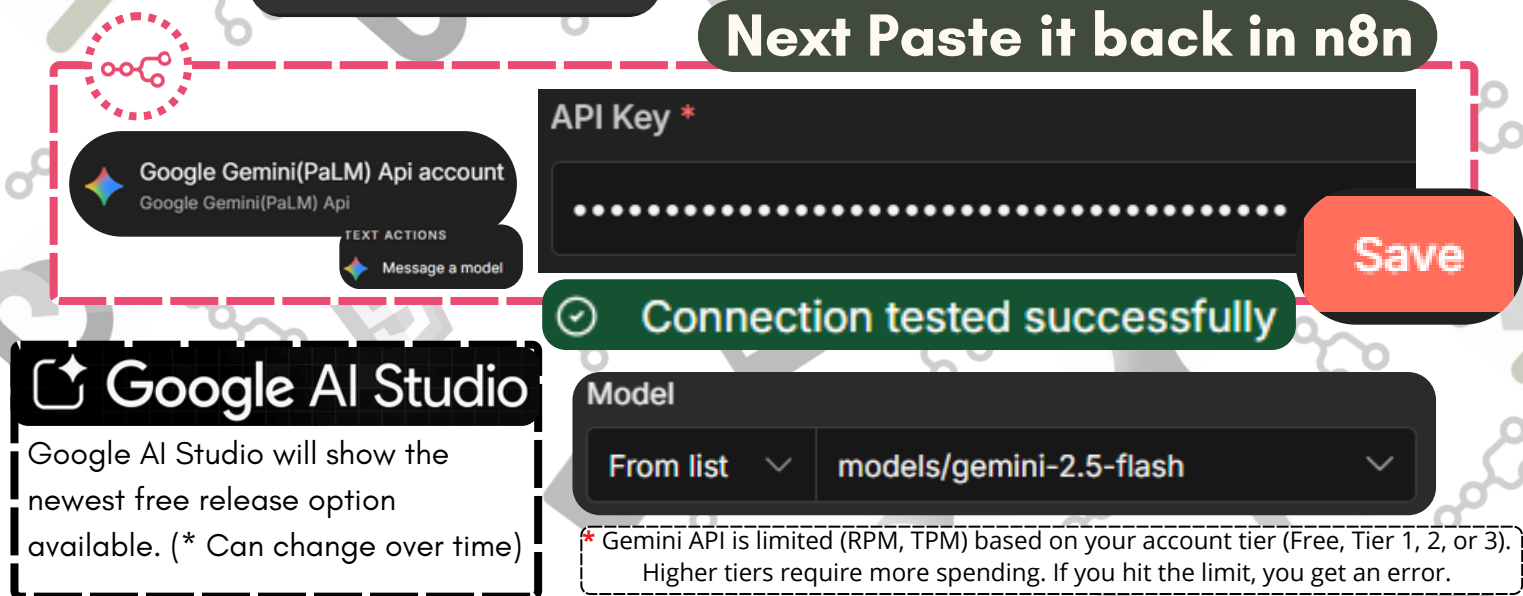 Next Paste it back in n8n
API Key *
Google Gemini(PaLM) Api account
Google Gemini(PaLM) Api
TEXT ACTIONS
Message a model
Save
Connection tested successfully
Google AI Studio
Google AI Studio will show the
newest free release option
available. (* Can change over time)
Model
From list
models/gemini-2.5-flash
* Gemini API is limited (RPM, TPM) based on your account tier (Free, Tier 1, 2, or 3).
Higher tiers require more spending. If you hit the limit, you get an error.